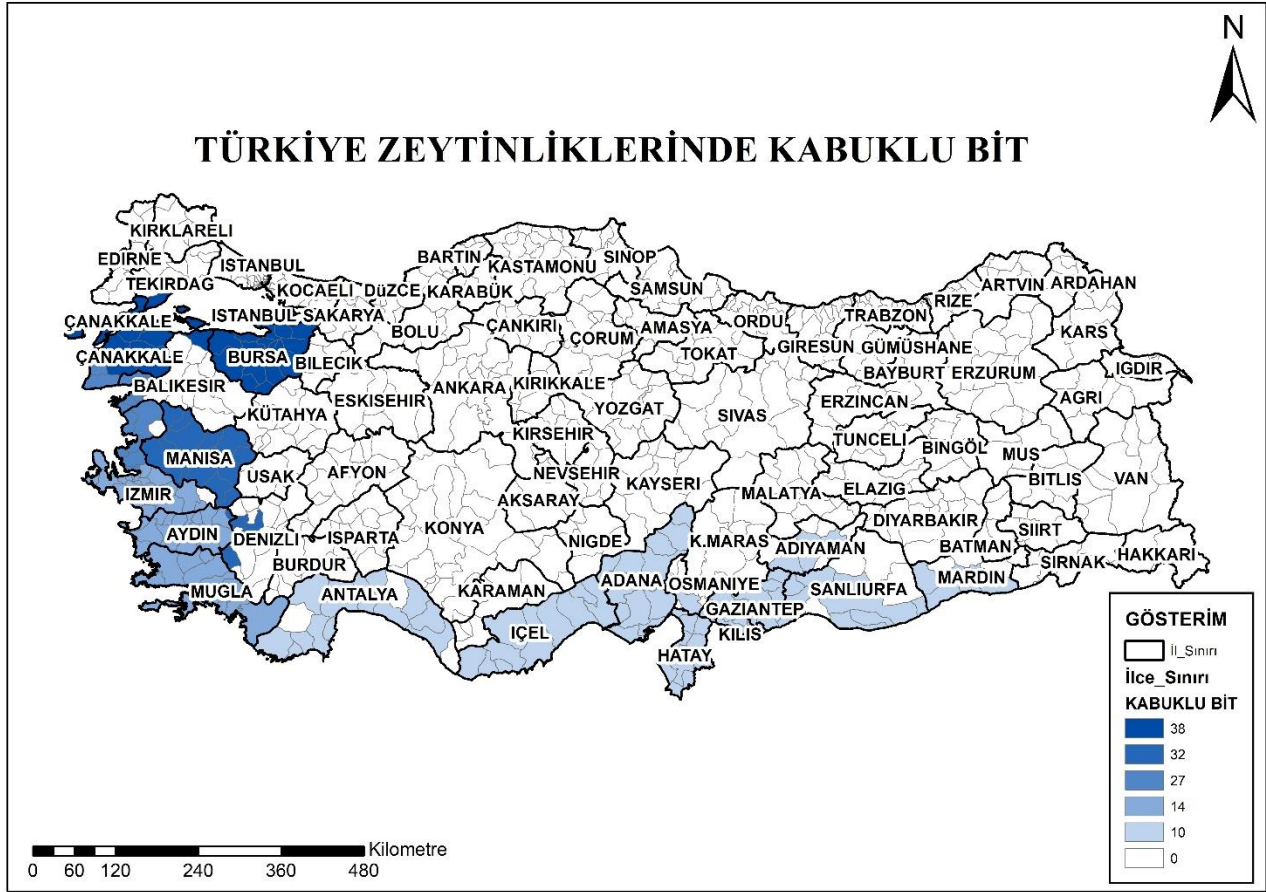 N
TÜRKİYE ZEYTİNLİKLERİNDE KABUKLU BİT
KIRKLARELİ
EDİRNE
TEKIRDAG
ISTANBUL
KOCAELİ
DüZCE
BARTIN
KASTAMONU
SINOP
SAMSUN
KARABÜK
ÇANAKKALE
ISTANBUL
SAKARYA
BOLU
ÇANKIRI
ÇORUM
AMASYA
ORDU
TRABZON
RIZE
ARTVIN
ARDAHAN
ÇANAKKALE
BURSA
BILECIK
TOKAT
GIRESUN
GÜMÜSHANE
KARS
BALIKESIR
ESKISEHIR
ANKARA
KIRIKKALE
YOZGAT
SIVAS
BAYBURT
ERZURUM
ERZINCAN
AGRI
IGDIR
KÜTAHYA
KIRSEHIR
TUNCELI
BINGÖL
MUS
MANISA
USAK
AFYON
NEVSEHIR
KAYSERI
MALATYA
ELAZIG
BITLIS
VAN
IZMIR
AKSARAY
AYDIN
DENIZLI
ISPARTA
KONYA
NIGDE
K.MARAS
ADIYAMAN
DIYARBAKIR
BATMAN
SIIRT
SIRNAK
HAKKARI
MUGLA
BURDUR
ANTALYA
KARAMAN
ADANA
OSMANIYE
GAZIANTEP
SANLIURFA
MARDIN
IÇEL
HATAY
KILIS
GÖSTERİM
İl_Sınırı
İlce_Sınırı
KABUKLU BİT
38
32
27
14
10
0
Kilometre
0 60 120 240 360 480